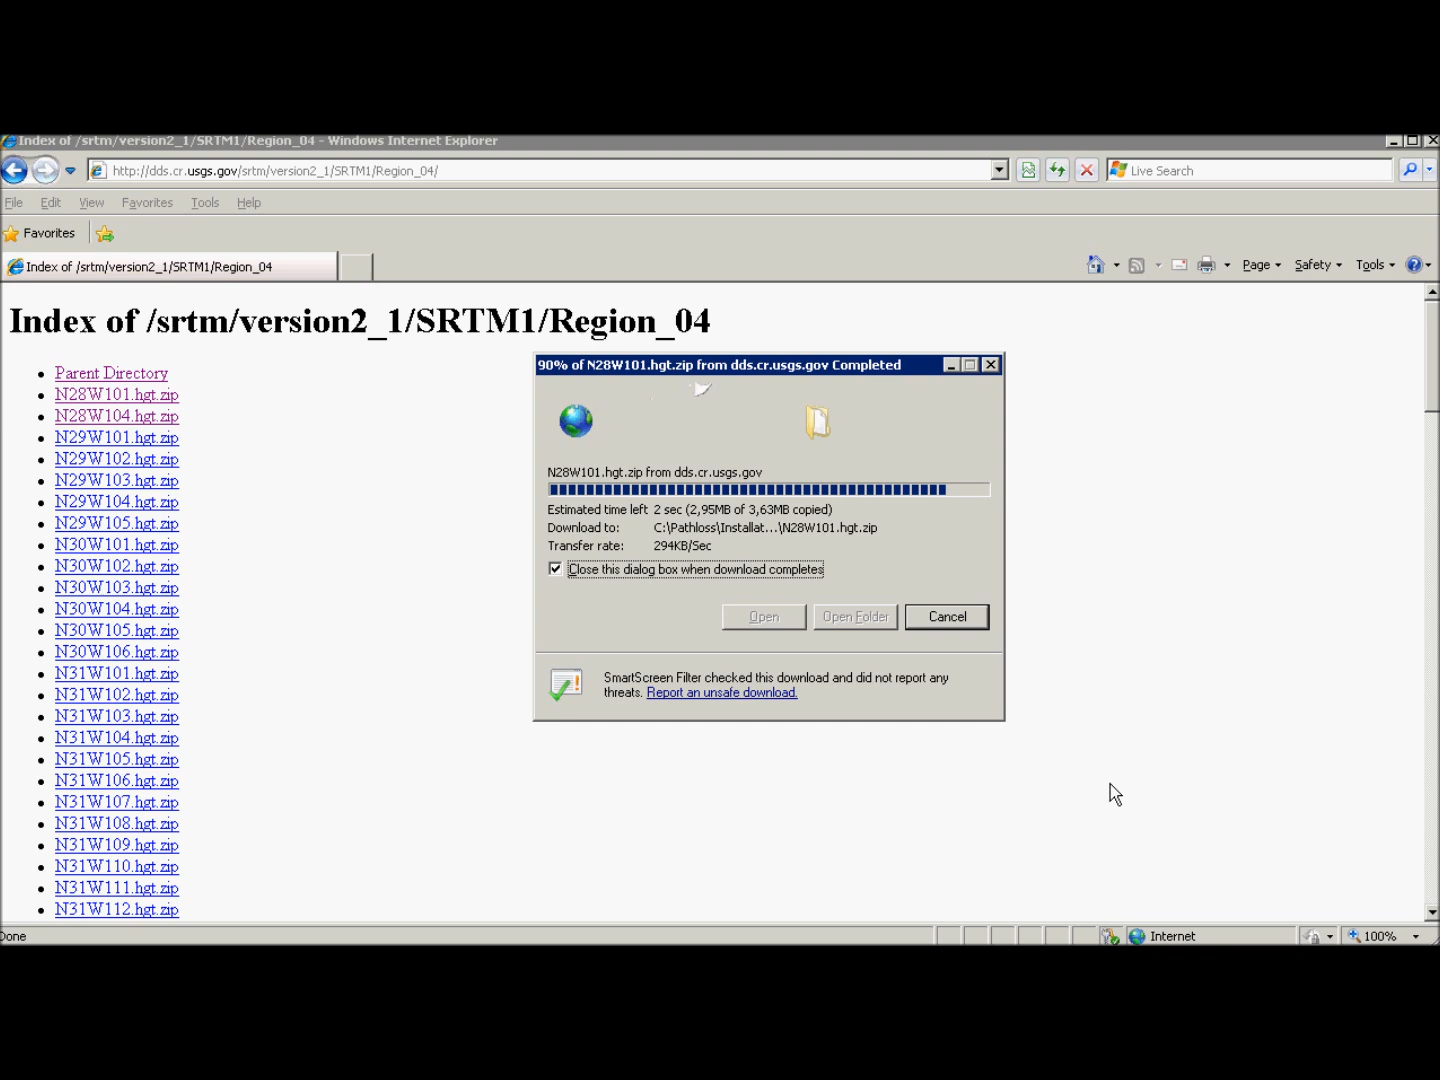 Index of /srtm/version2_1/SRTM1/Region_04 - Windows Internet Explorer
http://dds.cr.usgs.gov/srtm/version2_1/SRTM1/Region_04/
Live Search
File Edit View Favorites Tools Help
Favorites
Index of /srtm/version2_1/SRTM1/Region_04
Page Safety Tools
Index of /srtm/version2_1/SRTM1/Region_04
Parent Directory
N28W101.hgt.zip
N28W104.hgt.zip
N29W101.hgt.zip
N29W102.hgt.zip
N29W103.hgt.zip
N29W104.hgt.zip
N29W105.hgt.zip
N30W101.hgt.zip
N30W102.hgt.zip
N30W103.hgt.zip
N30W104.hgt.zip
N30W105.hgt.zip
N30W106.hgt.zip
N31W101.hgt.zip
N31W102.hgt.zip
N31W103.hgt.zip
N31W104.hgt.zip
N31W105.hgt.zip
N31W106.hgt.zip
N31W107.hgt.zip
N31W108.hgt.zip
N31W109.hgt.zip
N31W110.hgt.zip
N31W111.hgt.zip
N31W112.hgt.zip
90% of N28W101.hgt.zip from dds.cr.usgs.gov Completed
N28W101.hgt.zip from dds.cr.usgs.gov
Estimated time left 2 sec (2,95MB of 3,63MB copied)
Download to: C:\Pathloss\Installat...\N28W101.hgt.zip
Transfer rate: 294KB/Sec
Close this dialog box when download completes
Open Open Folder Cancel
SmartScreen Filter checked this download and did not report any
threats. Report an unsafe download.
Done
Internet
100%